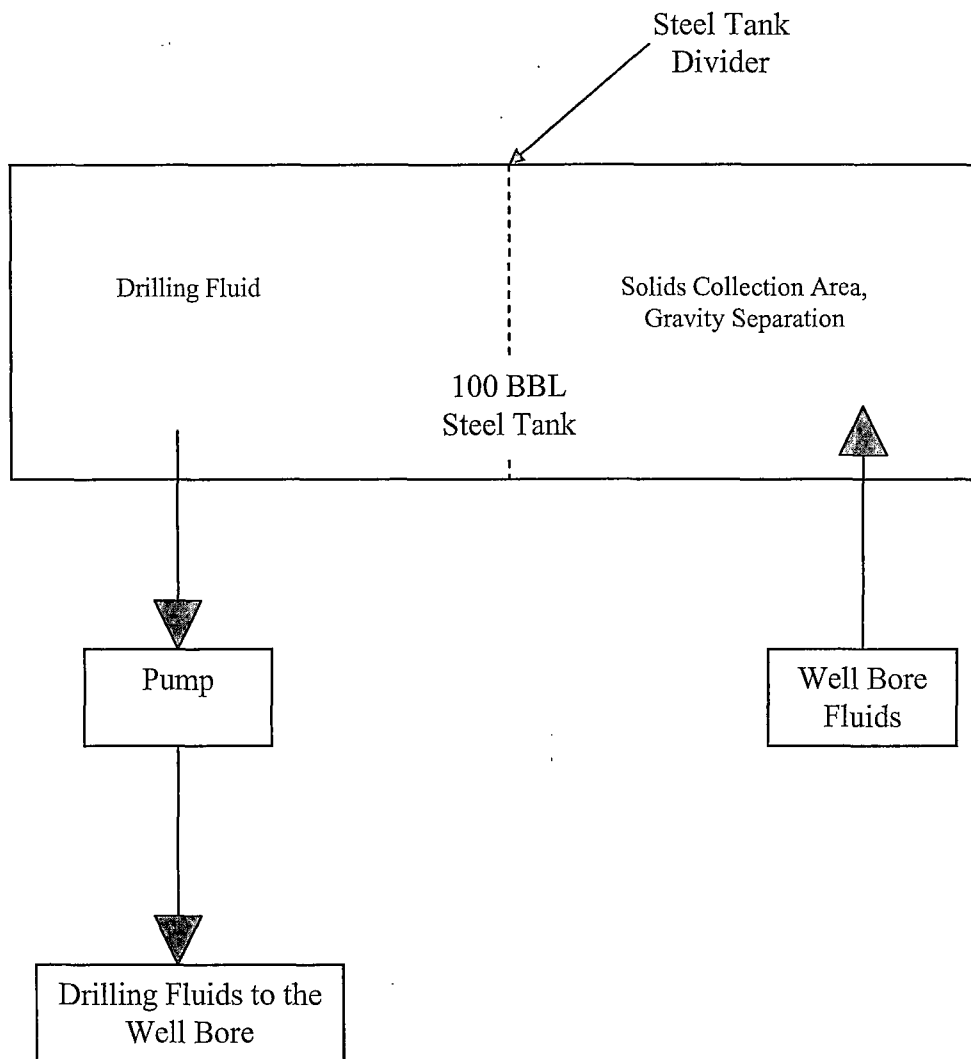 Steel Tank
Divider
Drilling Fluid
Solids Collection Area,
Gravity Separation
100 BBL
Steel Tank
Pump
Well Bore
Fluids
Drilling Fluids to the
Well Bore